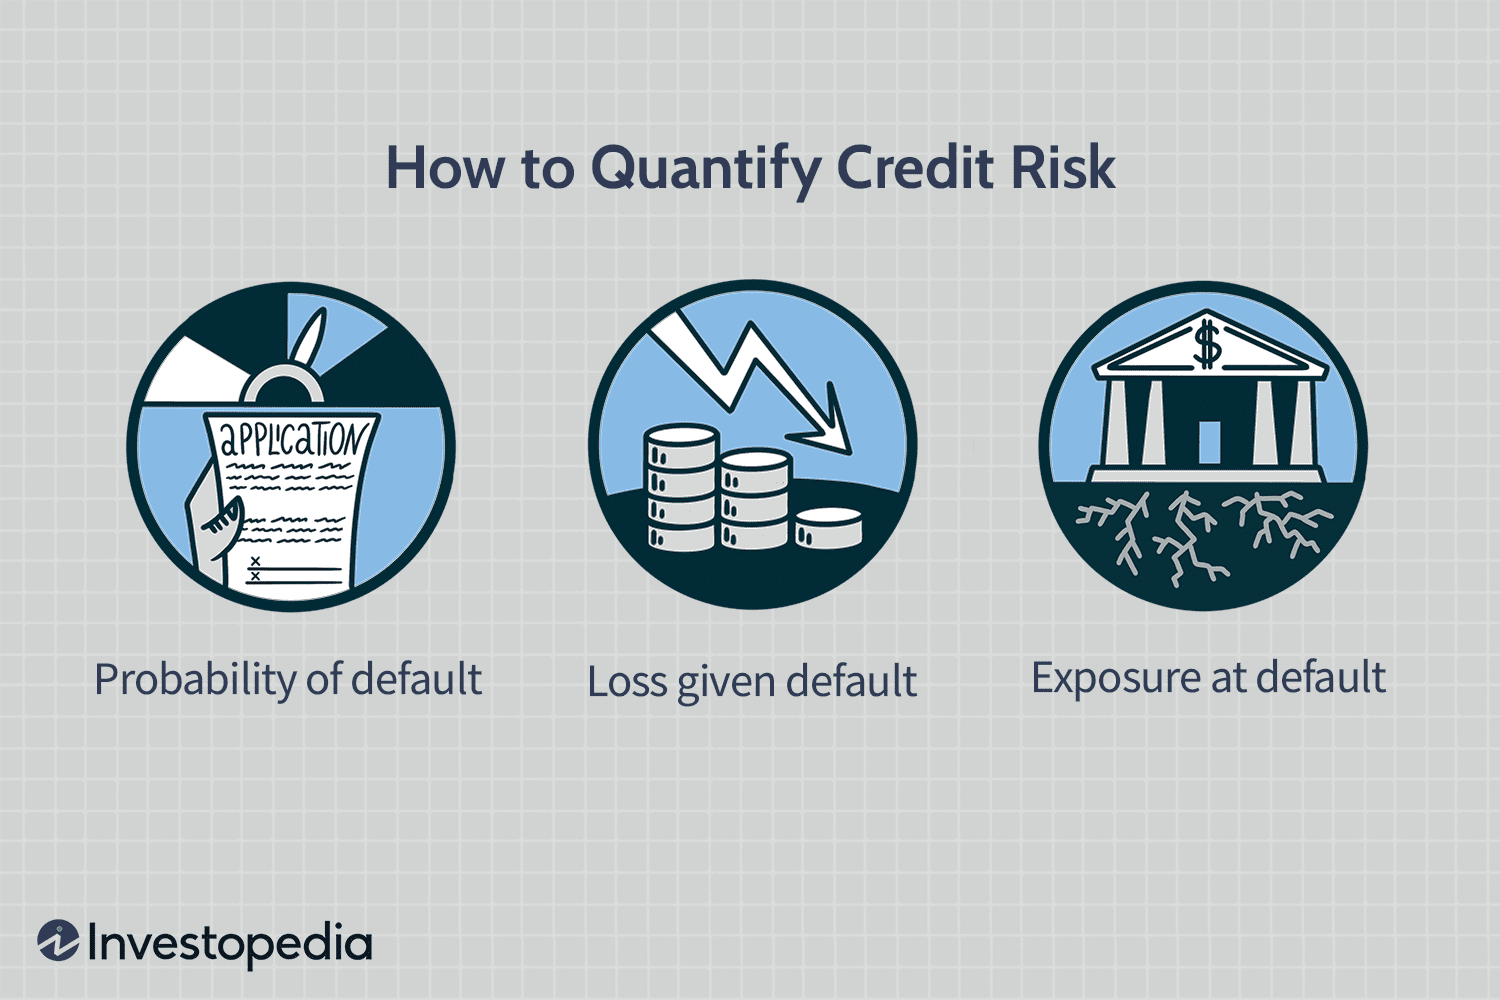 How to Quantify Credit Risk
$
aPPLiCaTiON
x
x
Probability of default
Loss given default
Exposure at default
Investopedia